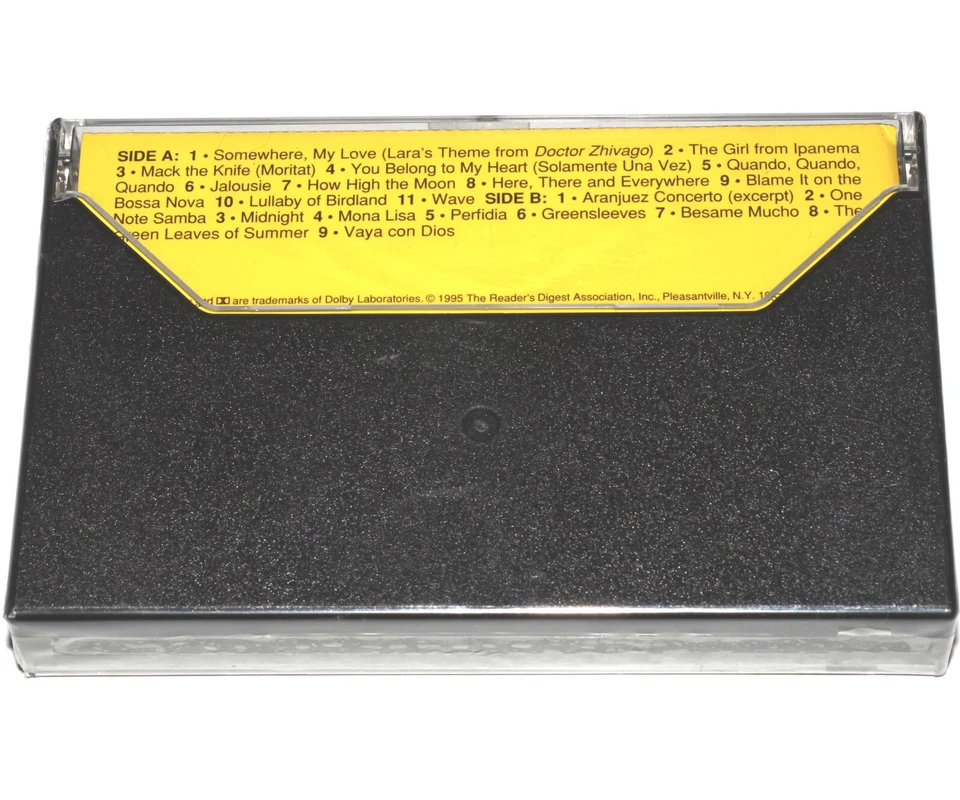 SIDE A: 1 • Somewhere, My Love (Lara's Theme from Doctor Zhivago) 2 • The Girl from Ipanema
3 • Mack the Knife (Moritat) 4 • You Belong to My Heart (Solamente Una Vez) 5 • Quando, Quando,
Quando 6 • Jalousie 7 • How High the Moon 8 • Here, There and Everywhere 9 • Blame It on the
Bossa Nova 10 • Lullaby of Birdland 11 • Wave SIDE B: 1 • Aranjuez Concerto (excerpt) 2 • One
Note Samba 3 • Midnight 4 • Mona Lisa 5 • Perfidia 6 • Greensleeves 7 • Besame Mucho 8 • The
Green Leaves of Summer 9 • Vaya con Dios
and are trademarks of Dolby Laboratories. © 1995 The Reader's Digest Association, Inc., Pleasantville, N.Y.